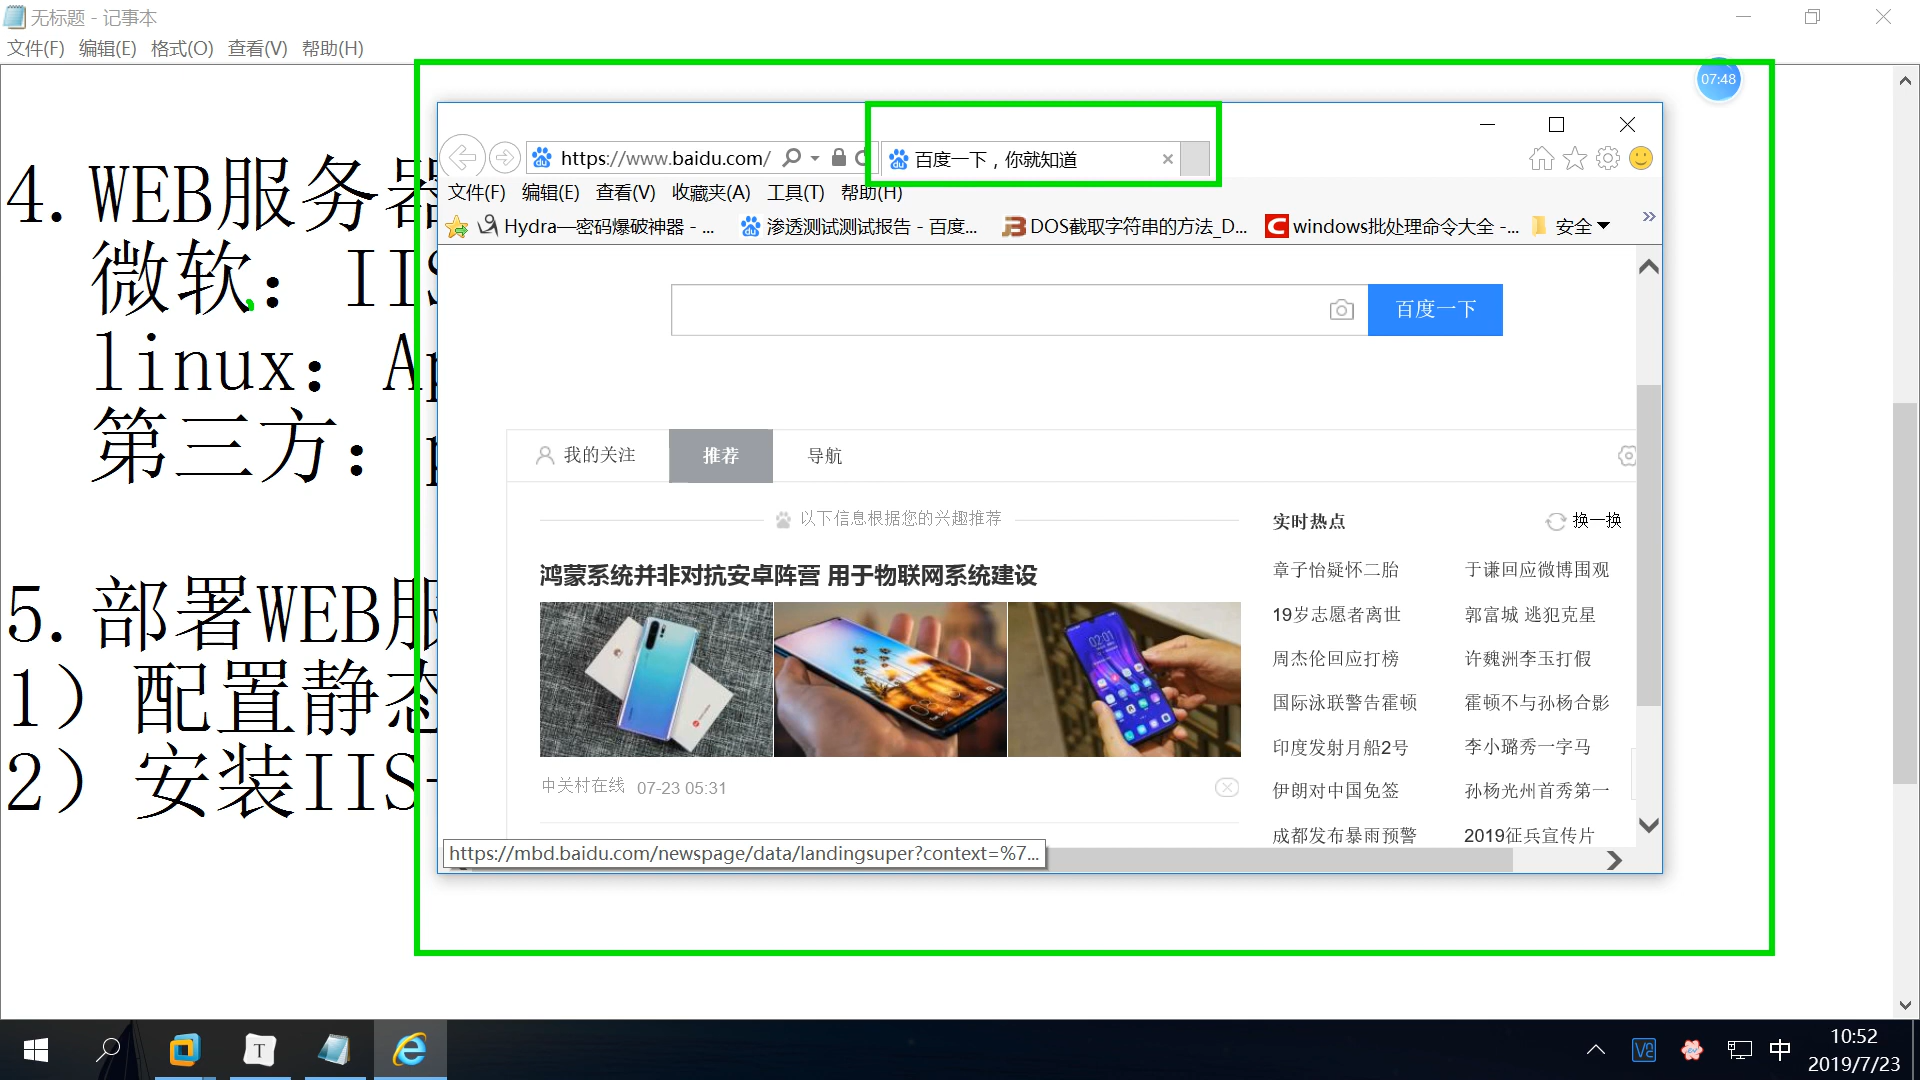 无标题 - 记事本
文件(F) 编辑(E) 格式(O) 查看(V) 帮助(H)
07:48
4.WEB服务器
微软：IIS
linux：Ap
第三方：p
5.部署WEB服
1）配置静态
2）安装IIS-
https://www.baidu.com/
百度一下，你就知道
文件(F) 编辑(E) 查看(V) 收藏夹(A) 工具(T) 帮助(H)
Hydra—密码爆破神器 - ... 渗透测试测试报告 - 百度... DOS截取字符串的方法_D... windows批处理命令大全 -... 安全
百度一下
我的关注 推荐 导航
以下信息根据您的兴趣推荐
鸿蒙系统并非对抗安卓阵营 用于物联网系统建设
中关村在线 07-23 05:31
实时热点 换一换
章子怡疑怀二胎 于谦回应微博围观
19岁志愿者离世 郭富城 逃犯克星
周杰伦回应打榜 许魏洲李玉打假
国际泳联警告霍顿 霍顿不与孙杨合影
印度发射月船2号 李小璐秀一字马
伊朗对中国免签 孙杨光州首秀第一
成都发布暴雨预警 2019征兵宣传片
https://mbd.baidu.com/newspage/data/landingsuper?context=%7...
中
10:52
2019/7/23